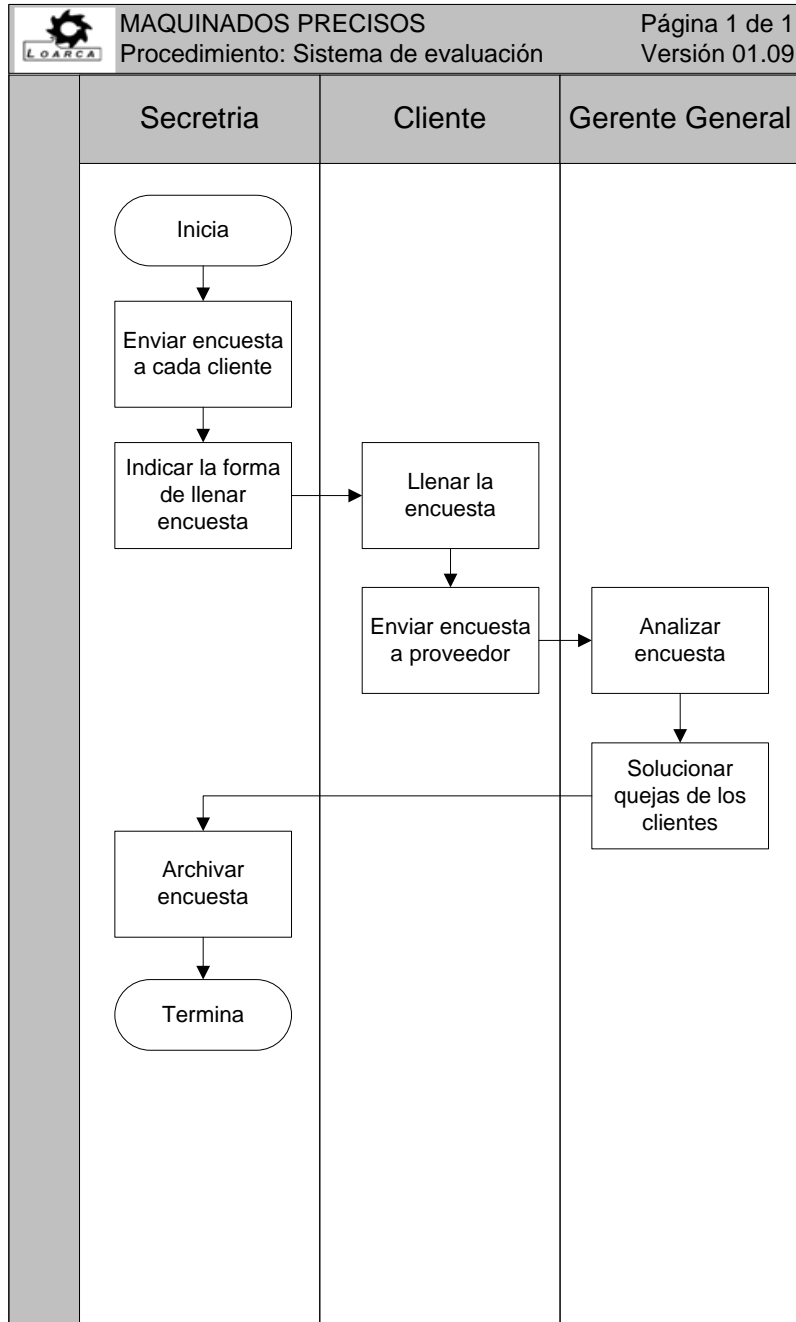 LOARCA
MAQUINADOS PRECISOS
Página 1 de 1
Procedimiento: Sistema de evaluación
Versión 01.09
Secretria
Cliente
Gerente General
Inicia
Enviar encuesta
a cada cliente
Indicar la forma
de llenar
encuesta
Llenar la
encuesta
Enviar encuesta
a proveedor
Analizar
encuesta
Solucionar
quejas de los
clientes
Archivar
encuesta
Termina